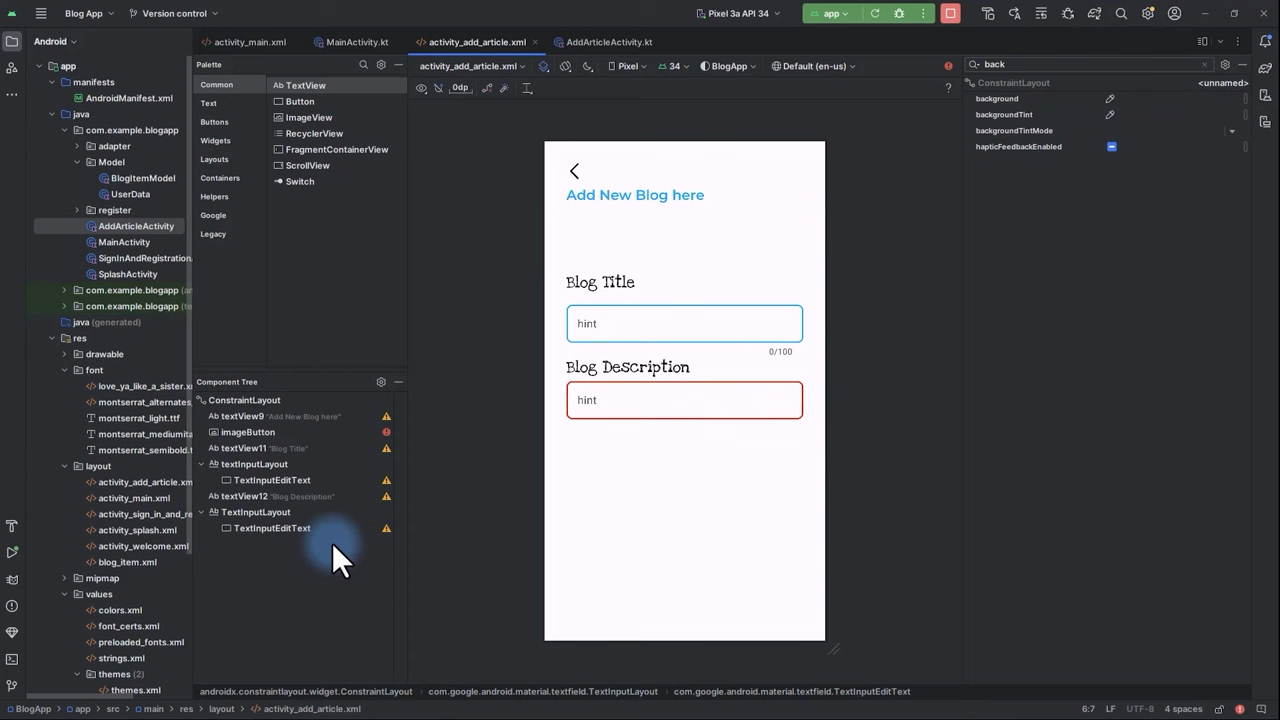 Blog App
Version control
Pixel 3a API 34
app
Android
activity_main.xml
MainActivity.kt
activity_add_article.xml
AddArticleActivity.kt
app
manifests
AndroidManifest.xml
java
com.example.blogapp
adapter
Model
BlogItemModel
UserData
register
AddArticleActivity
MainActivity
SignInAndRegistration
SplashActivity
com.example.blogapp (ar
com.example.blogapp (te
java (generated)
res
drawable
font
love_ya_like_a_sister.x
montserrat_alternates_
montserrat_light.ttf
montserrat_mediumita
montserrat_semibold.t
layout
activity_add_article.xm
activity_main.xml
activity_sign_in_and_re
activity_splash.xml
activity_welcome.xml
blog_item.xml
mipmap
values
colors.xml
font_certs.xml
preloaded_fonts.xml
strings.xml
themes (2)
themes.xml
Palette
Common
Text
Buttons
Widgets
Layouts
Containers
Helpers
Google
Legacy
Ab TextView
Button
ImageView
RecyclerView
FragmentContainerView
ScrollView
Switch
Component Tree
ConstraintLayout
Ab textView9 "Add New Blog here"
imageButton
Ab textView11 "Blog Title"
Ab textInputLayout
TextInputEditText
Ab textView12 "Blog Description"
Ab TextInputLayout
TextInputEditText
activity_add_article.xml
Pixel
34
BlogApp
Default (en-us)
0dp
?
Add New Blog here
Blog Title
hint
0/100
Blog Description
hint
back
ConstraintLayout
<unnamed>
background
backgroundTint
backgroundTintMode
hapticFeedbackEnabled
androidx.constraintlayout.widget.ConstraintLayout
com.google.android.material.textfield.TextInputLayout
com.google.android.material.textfield.TextInputEditText
BlogApp > app > src > main > res > layout > activity_add_article.xml
6:7 LF UTF-8 4 spaces